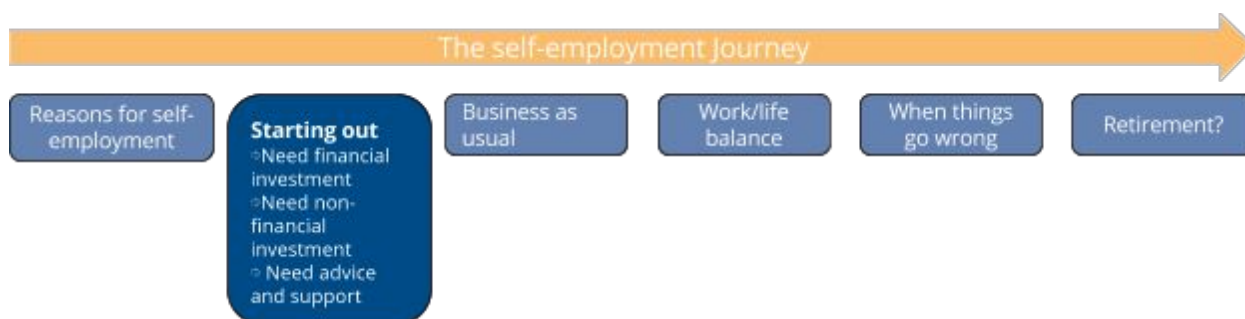 The self-employment Journey
Reasons for self-
employment
Starting out
⇨Need financial
investment
⇨Need non-
financial
investment
⇨ Need advice
and support
Business as
usual
Work/life
balance
When things
go wrong
Retirement?